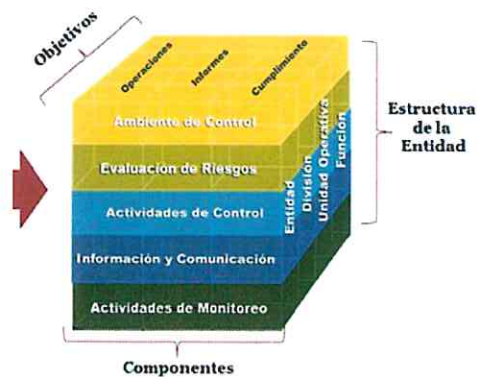 Objetivos
Operaciones
Informes
Cumplimiento
Ambiente de Control
Evaluación de Riesgos
Actividades de Control
Información y Comunicación
Actividades de Monitoreo
Entidad
División
Unidad Operativa
Función
Estructura
de la
Entidad
Componentes